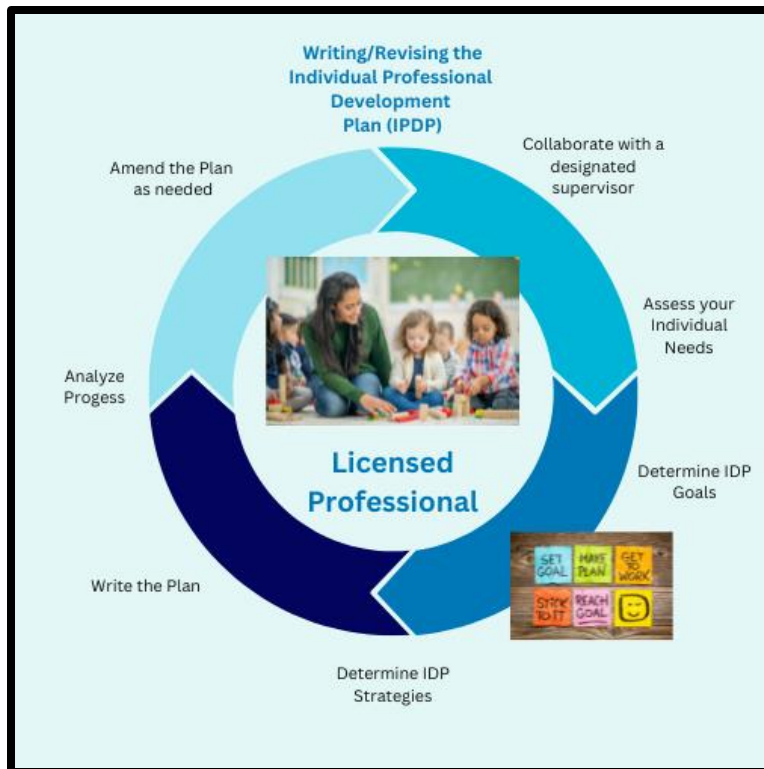 Writing/Revising the
Individual Professional
Development
Plan (IPDP)
Collaborate with a
designated
supervisor
Assess your
Individual
Needs
Determine IDP
Goals
SET
GOAL
MAKE
PLAN
GET
TO
WORK
STICK
TO IT
REACH
GOAL
Determine IDP
Strategies
Write the Plan
Analyze
Progess
Amend the Plan
as needed
Licensed
Professional